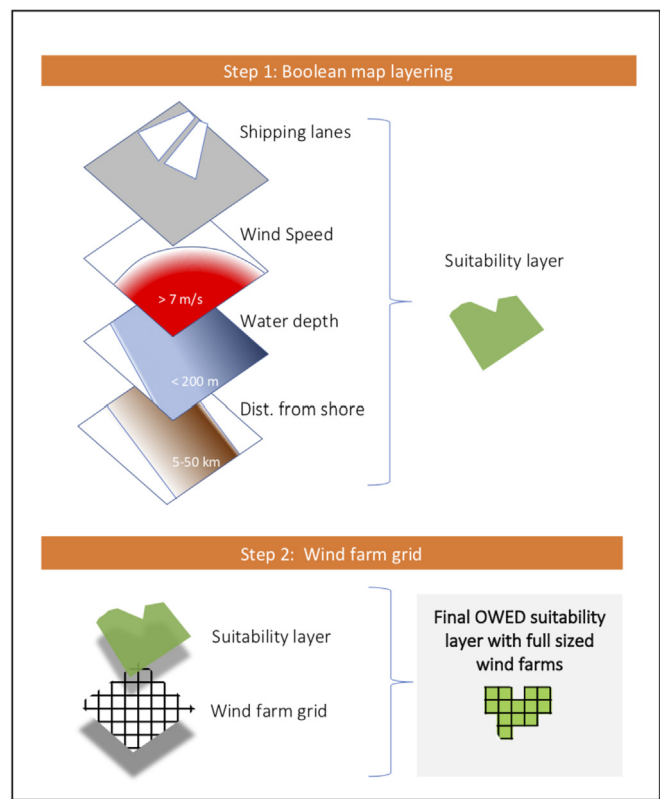 Step 1: Boolean map layering
Shipping lanes
Wind Speed
> 7 m/s
Water depth
< 200 m
Dist. from shore
5-50 km
Suitability layer
Step 2: Wind farm grid
Suitability layer
Wind farm grid
Final OWED suitability
layer with full sized
wind farms